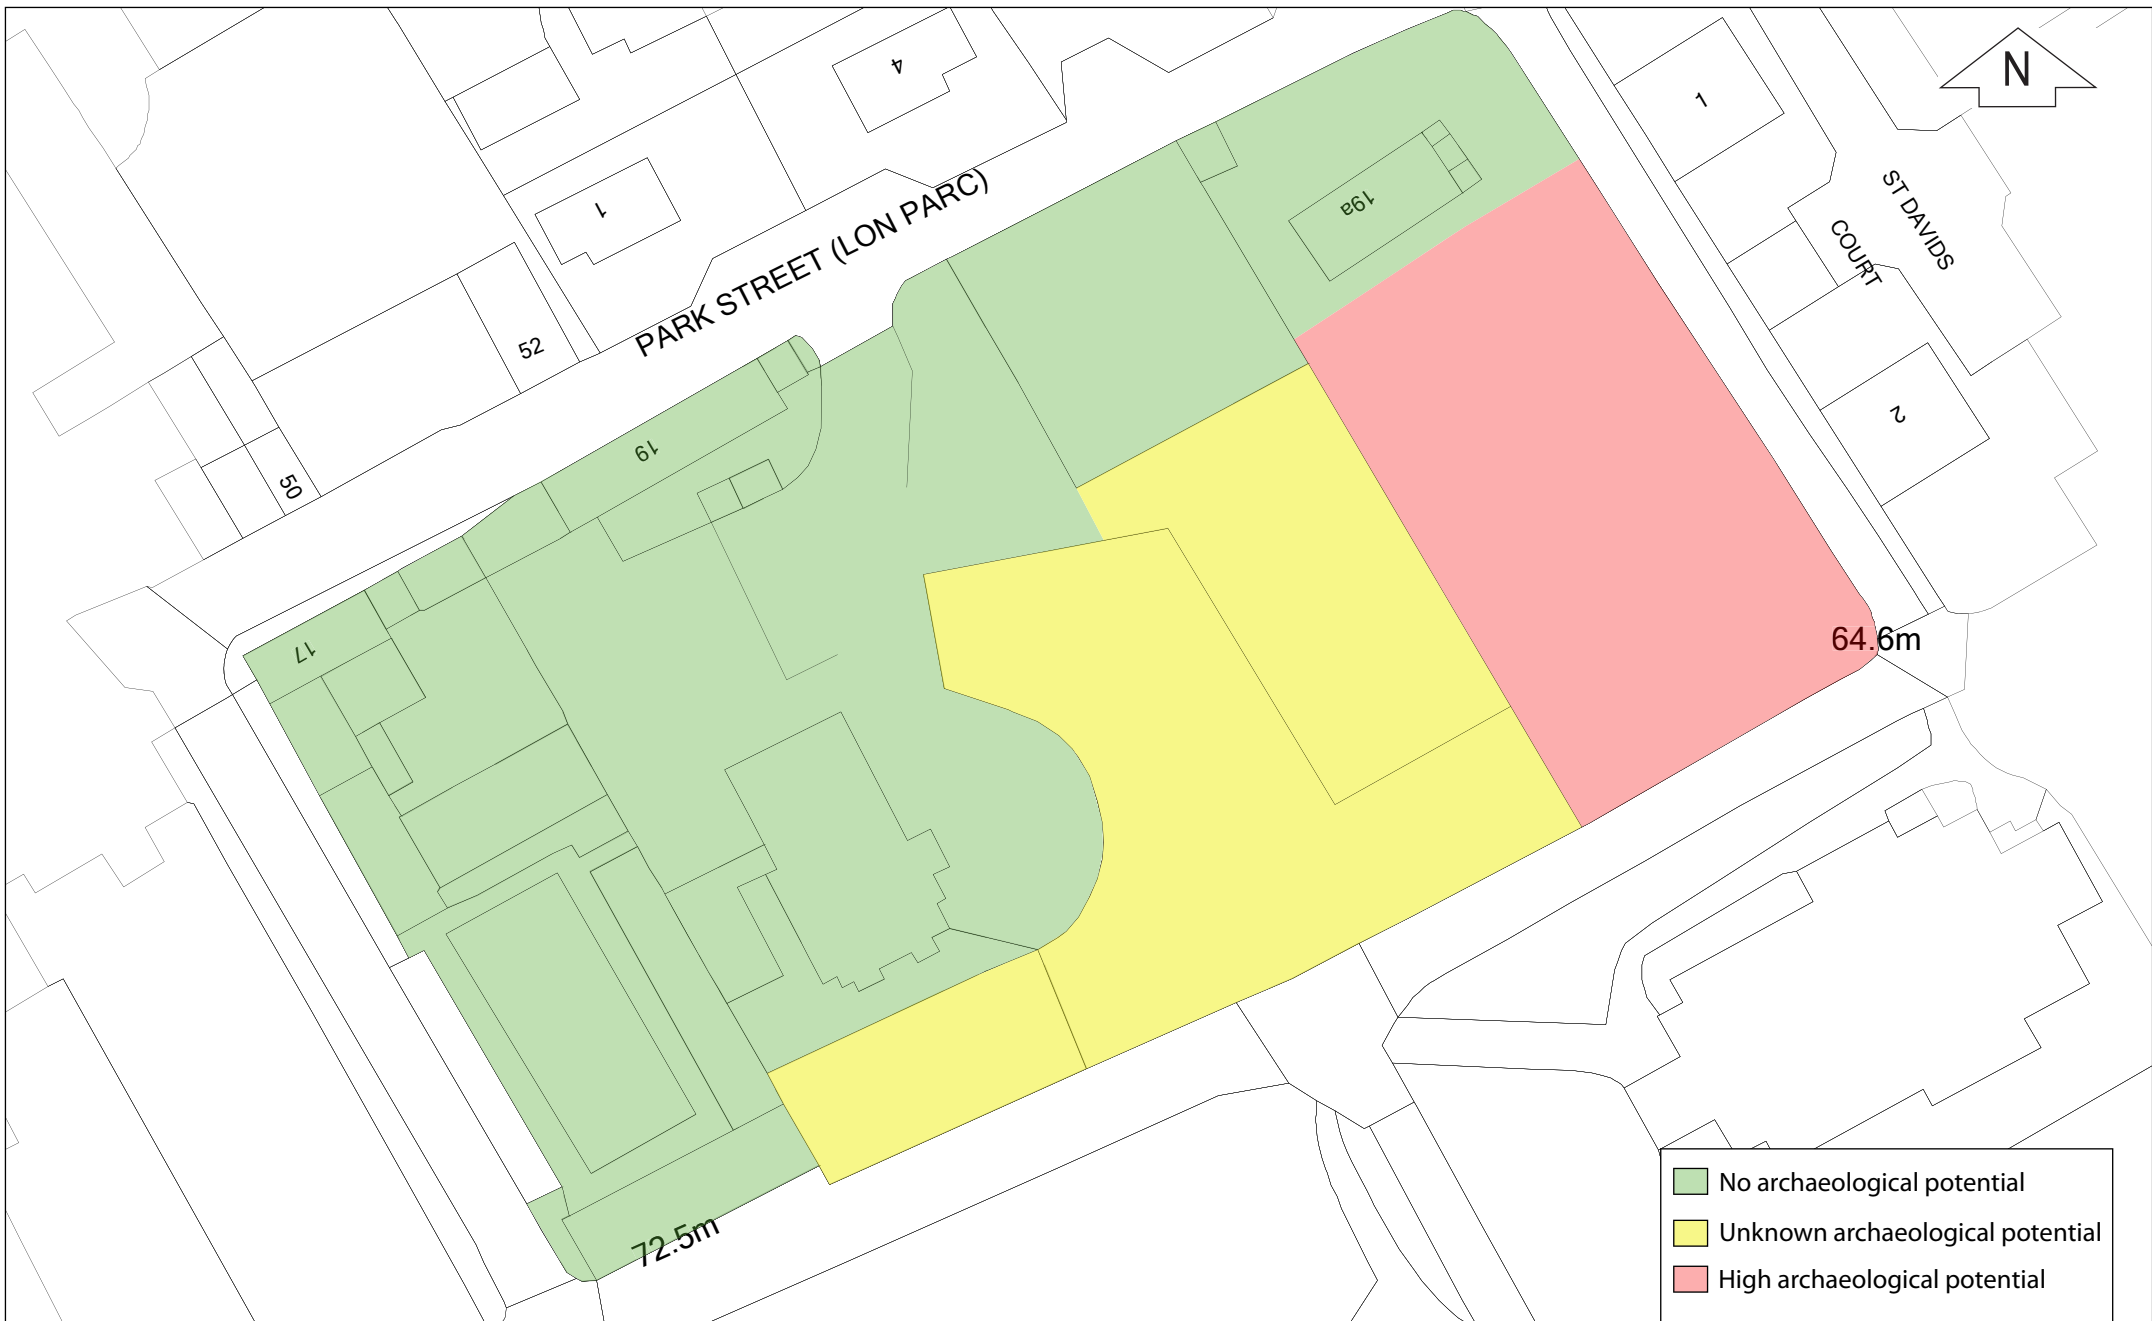 4
N
1
1
ST DAVIDS
COURT
PARK STREET (LON PARC)
19a
52
2
19
50
64.6m
17
No archaeological potential
Unknown archaeological potential
72.5m
High archaeological potential